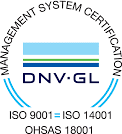 MANAGEMENT SYSTEM CERTIFICATION
DNV·GL
ISO 9001=ISO 14001
OHSAS 18001